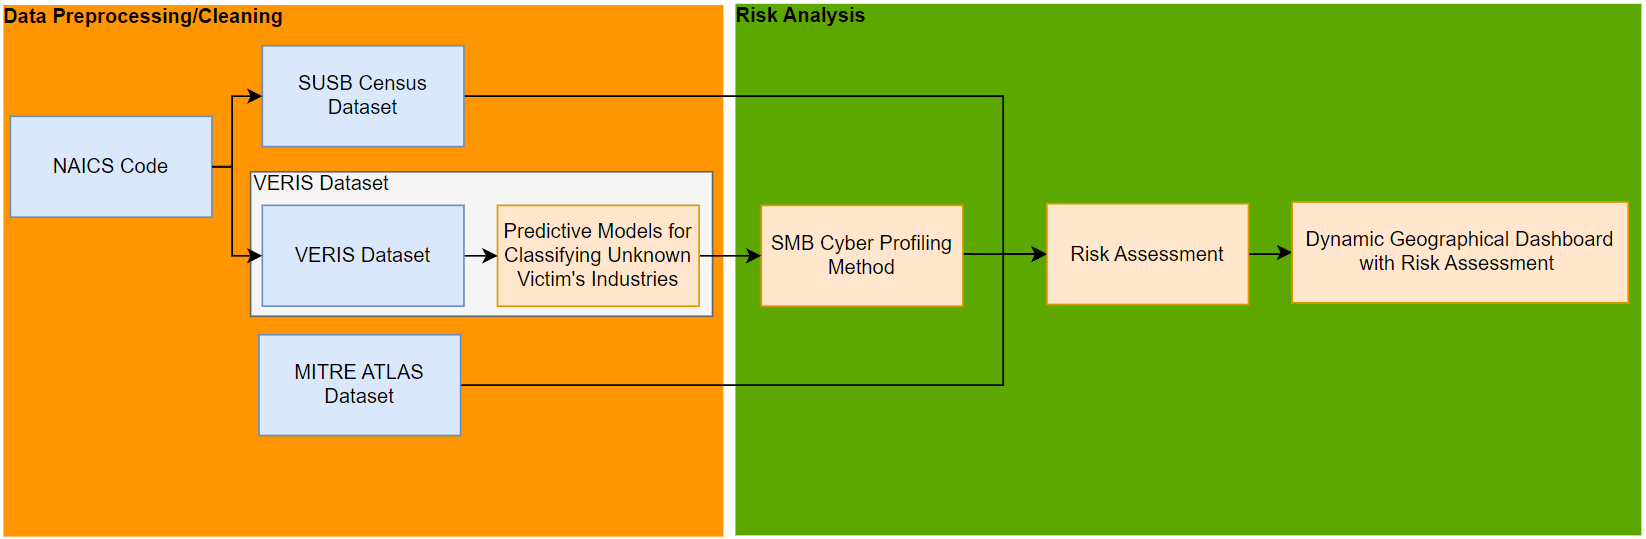 Data Preprocessing/Cleaning
Risk Analysis
SUSB Census
Dataset
NAICS Code
VERIS Dataset
VERIS Dataset
Predictive Models for
Classifying Unknown
Victim's Industries
SMB Cyber Profiling
Method
Risk Assessment
Dynamic Geographical Dashboard
with Risk Assessment
MITRE ATLAS
Dataset